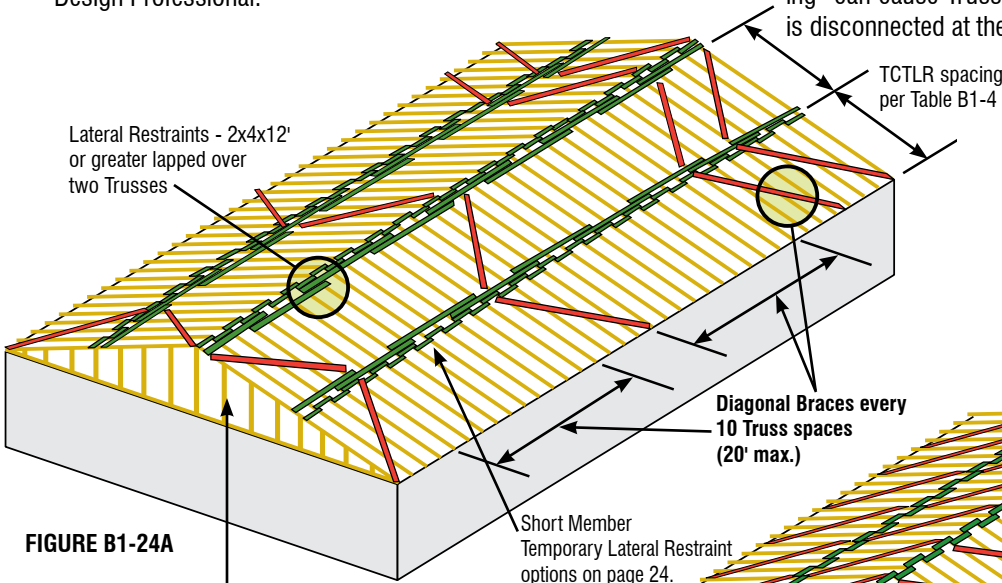 Design Professional.
ing" can cause Truss
is disconnected at the
TCTLR spacing
per Table B1-4
Lateral Restraints - 2x4x12'
or greater lapped over
two Trusses
Diagonal Braces every
10 Truss spaces
(20' max.)
Short Member
Temporary Lateral Restraint
options on page 24.
FIGURE B1-24A